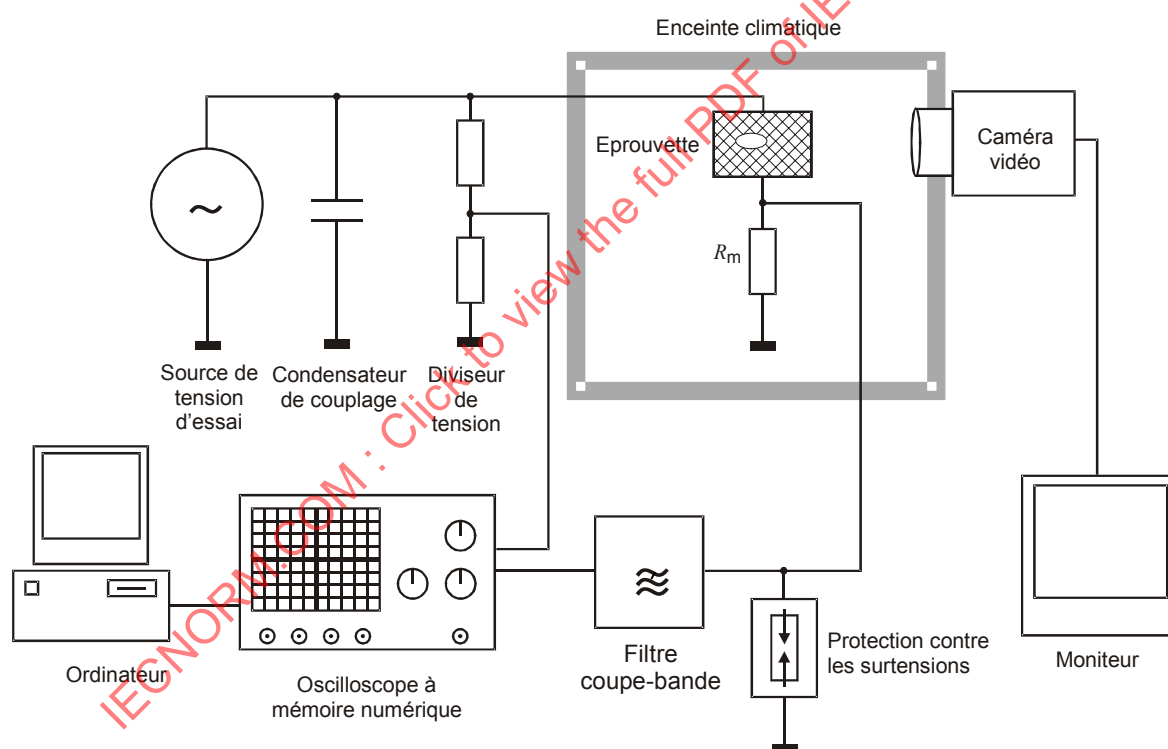 Enceinte climatique
Eprouvette
Caméra
vidéo
~
Rm
Source de
tension
d'essai
Condensateur
de couplage
Diviseur
de
tension
Ordinateur
Oscilloscope à
mémoire numérique
Filtre
coupe-bande
Protection contre
les surtensions
Moniteur
IECNORM.COM : Click to view the full PDF of